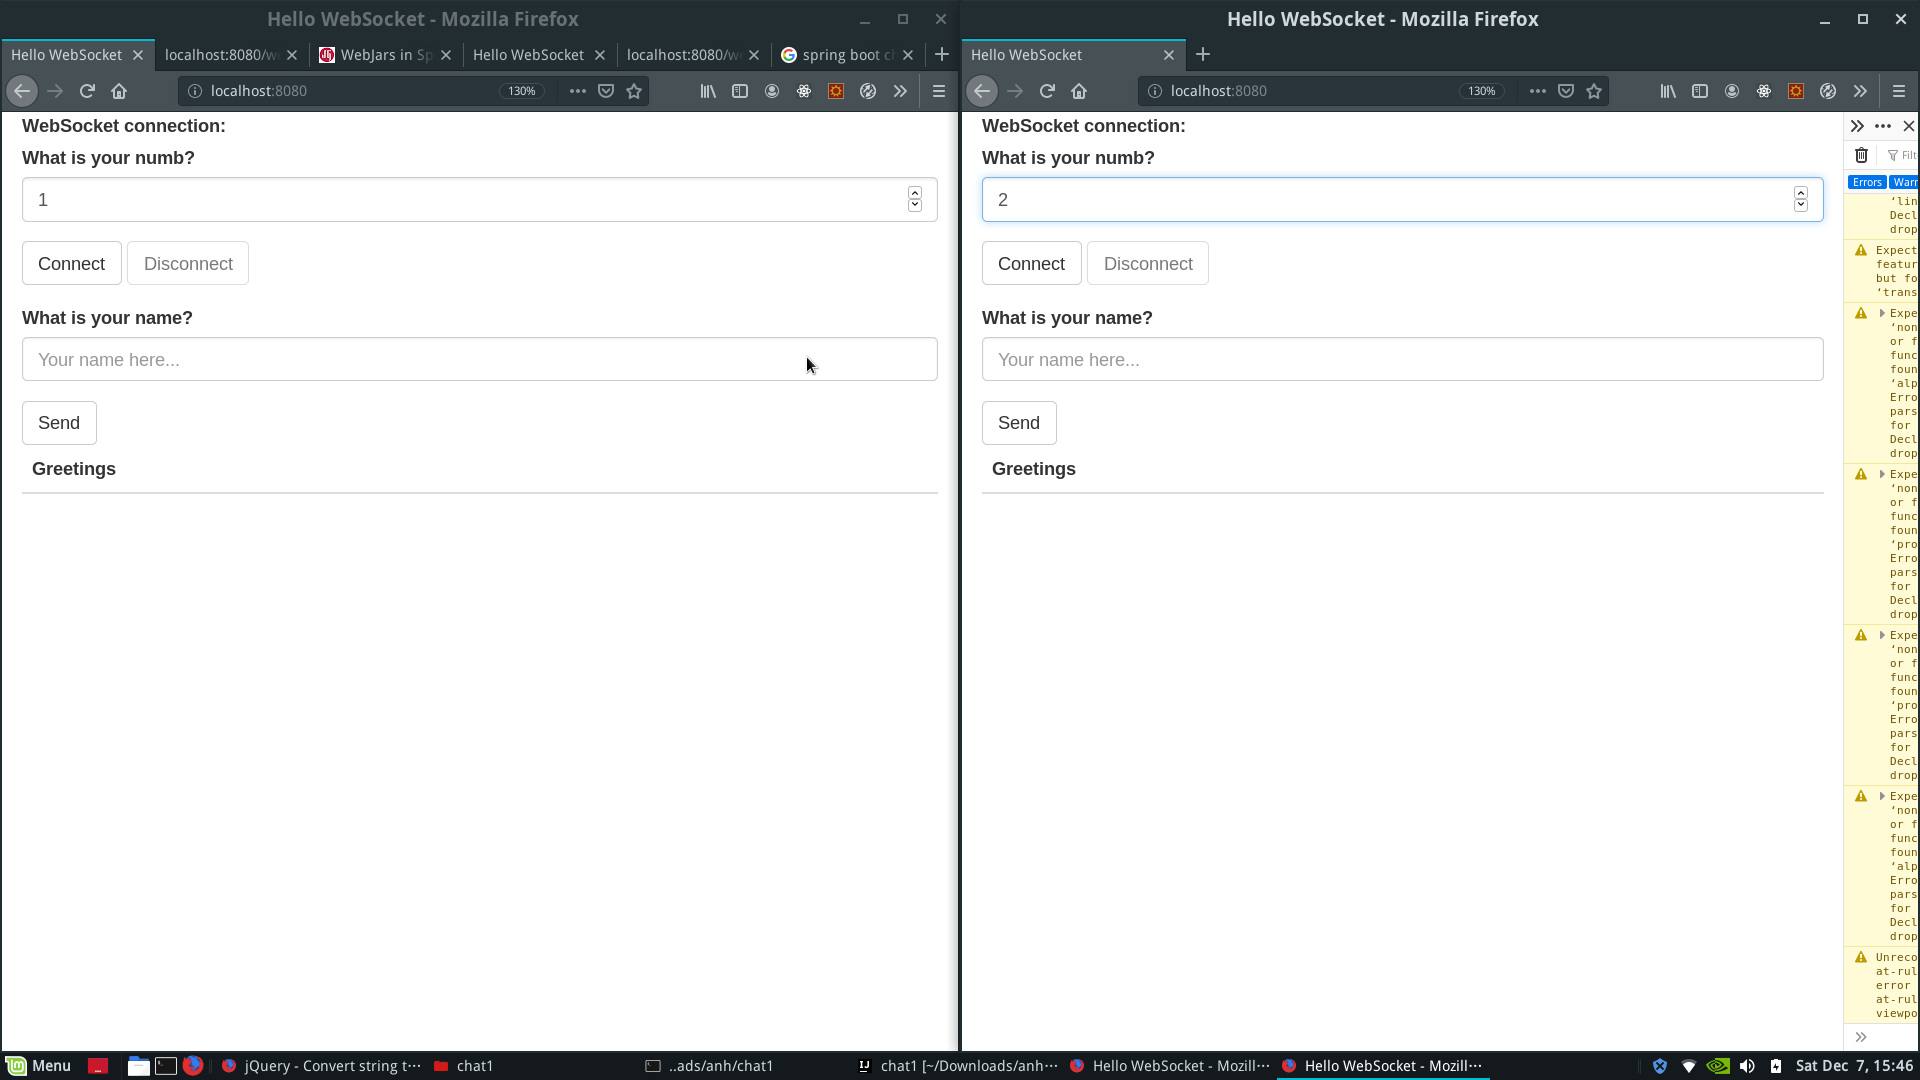 Hello WebSocket - Mozilla Firefox
Hello WebSocket
localhost:8080/w
WebJars in Sp
Hello WebSocket
localhost:8080/w
spring boot c
localhost:8080
130%
WebSocket connection:
What is your numb?
1
Connect
Disconnect
What is your name?
Your name here...
Send
Greetings
Hello WebSocket - Mozilla Firefox
Hello WebSocket
localhost:8080
130%
WebSocket connection:
What is your numb?
2
Connect
Disconnect
What is your name?
Your name here...
Send
Greetings
Filt
Errors
Warr
‘lin
Decl
drop
Expect
featur
but fo
‘trans
Expe
‘non
or f
func
foun
‘alp
Erro
pars
for
Decl
drop
Expe
‘non
or f
func
foun
‘pro
Erro
pars
for
Decl
drop
Expe
‘non
or f
func
foun
‘pro
Erro
pars
for
Decl
drop
Expe
‘non
or f
func
foun
‘alp
Erro
pars
for
Decl
drop
Unreco
at-rul
error
at-rul
viewpo
Menu
jQuery - Convert string t···
chat1
..ads/anh/chat1
chat1 [~/Downloads/anh···
Hello WebSocket - Mozill···
Hello WebSocket - Mozill···
Sat Dec 7, 15:46